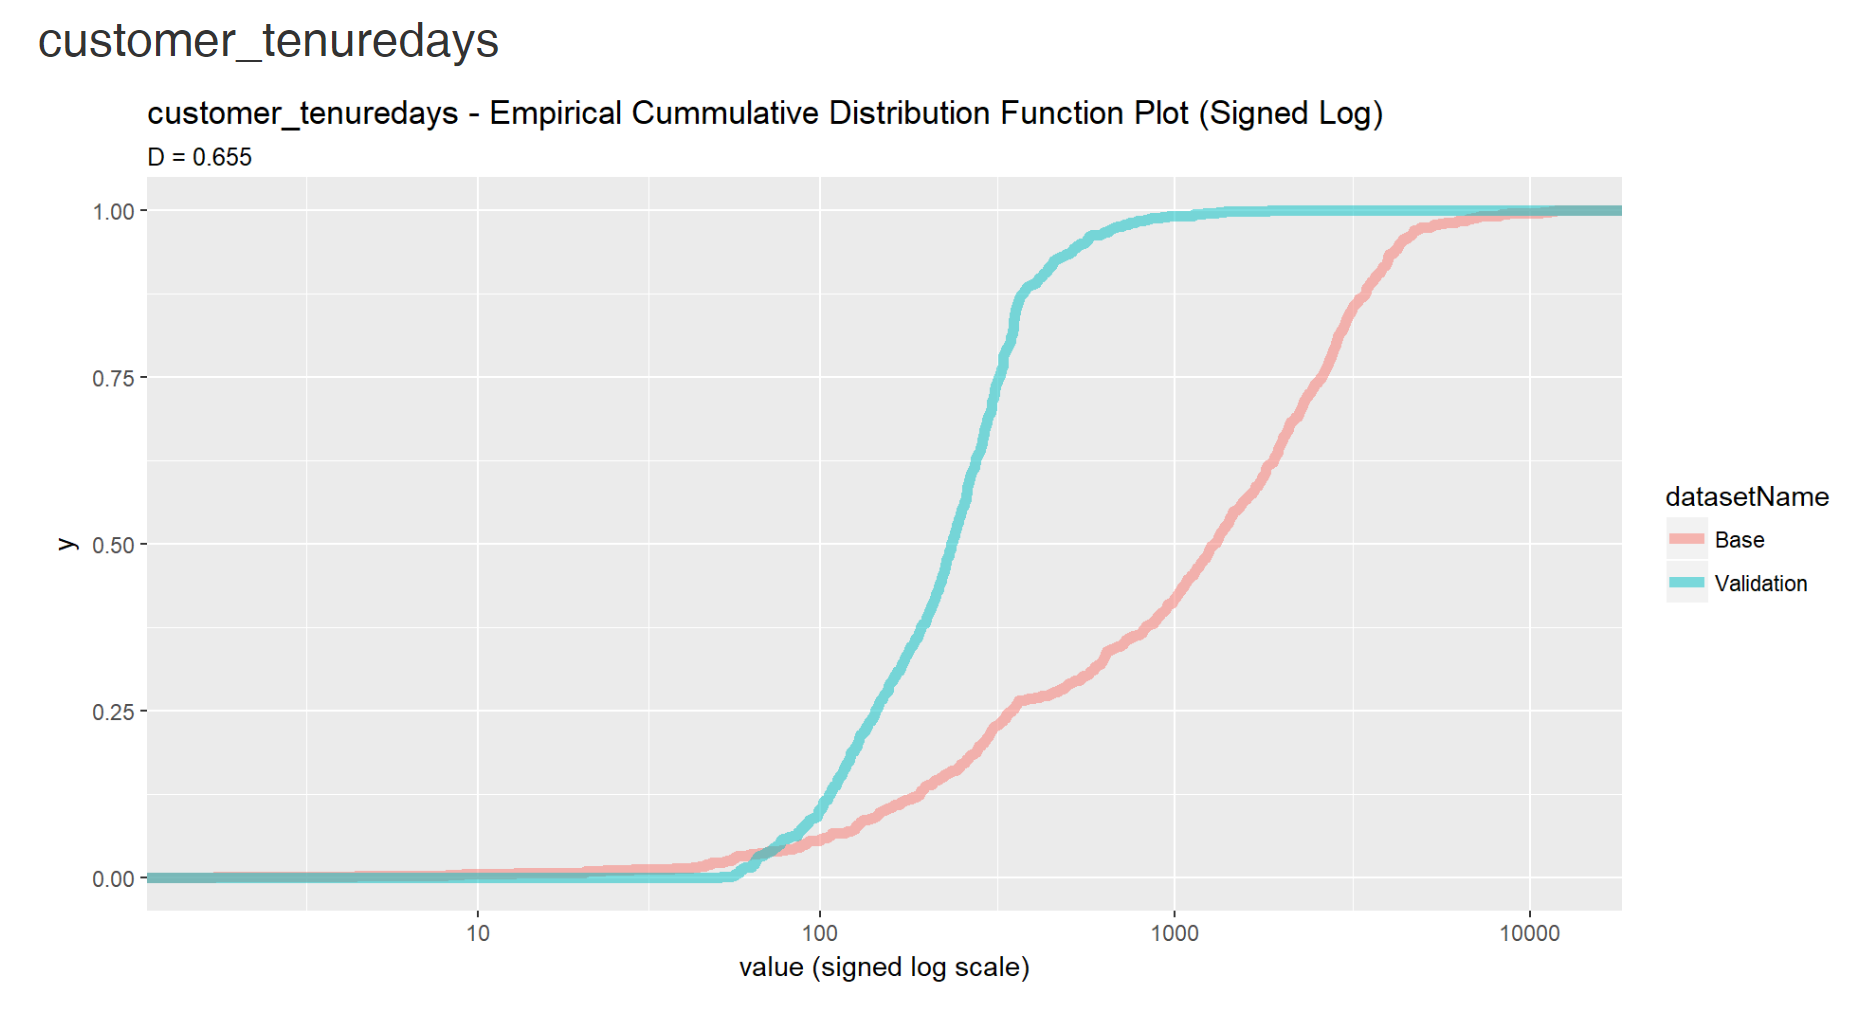 customer_tenuredays
customer_tenuredays - Empirical Cummulative Distribution Function Plot (Signed Log)
D = 0.655
1.00
0.75
0.50
0.25
0.00
y
10 100 1000 10000
value (signed log scale)
datasetName
Base
Validation